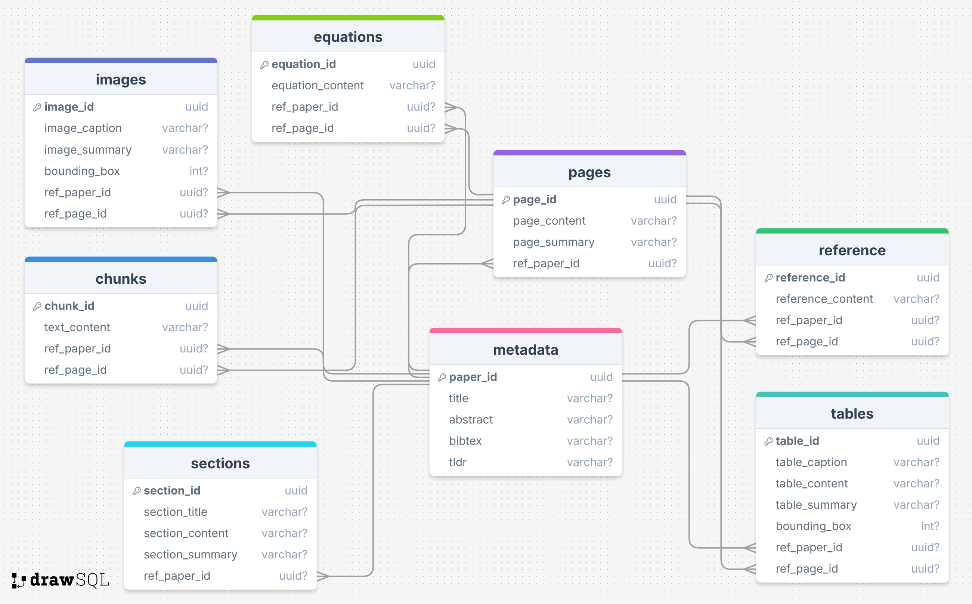 equations
equation_id uuid
equation_content varchar?
ref_paper_id uuid?
ref_page_id uuid?
images
image_id uuid
image_caption varchar?
image_summary varchar?
bounding_box int?
ref_paper_id uuid?
ref_page_id uuid?
pages
page_id uuid
page_content varchar?
page_summary varchar?
ref_paper_id uuid?
reference
reference_id uuid
reference_content varchar?
ref_paper_id uuid?
ref_page_id uuid?
chunks
chunk_id uuid
text_content varchar?
ref_paper_id uuid?
ref_page_id uuid?
metadata
paper_id uuid
title varchar?
abstract varchar?
bibtex varchar?
tldr varchar?
tables
table_id uuid
table_caption varchar?
table_content varchar?
table_summary varchar?
bounding_box int?
ref_paper_id uuid?
ref_page_id uuid?
sections
section_id uuid
section_title varchar?
section_content varchar?
section_summary varchar?
ref_paper_id uuid?
drawSQL